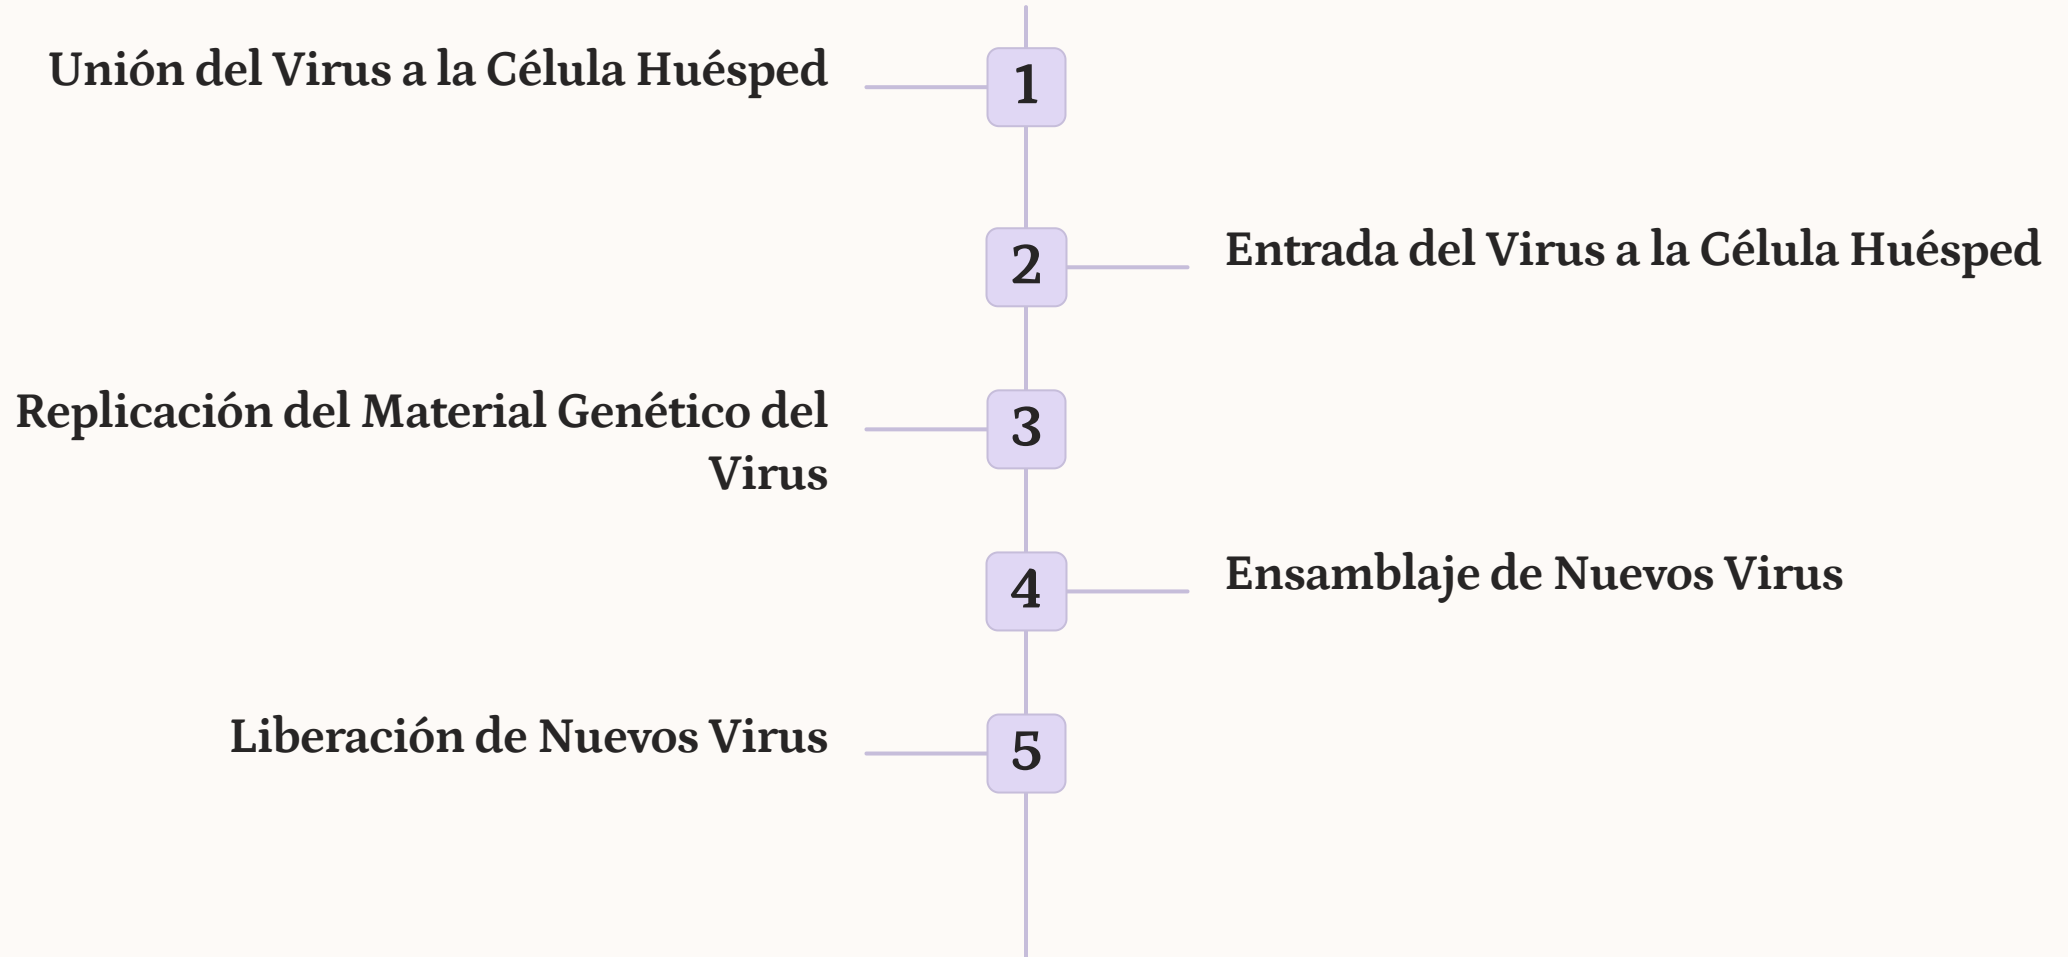 Unión del Virus a la Célula Huésped
1
2
Entrada del Virus a la Célula Huésped
Replicación del Material Genético del
Virus
3
4
Ensamblaje de Nuevos Virus
Liberación de Nuevos Virus
5